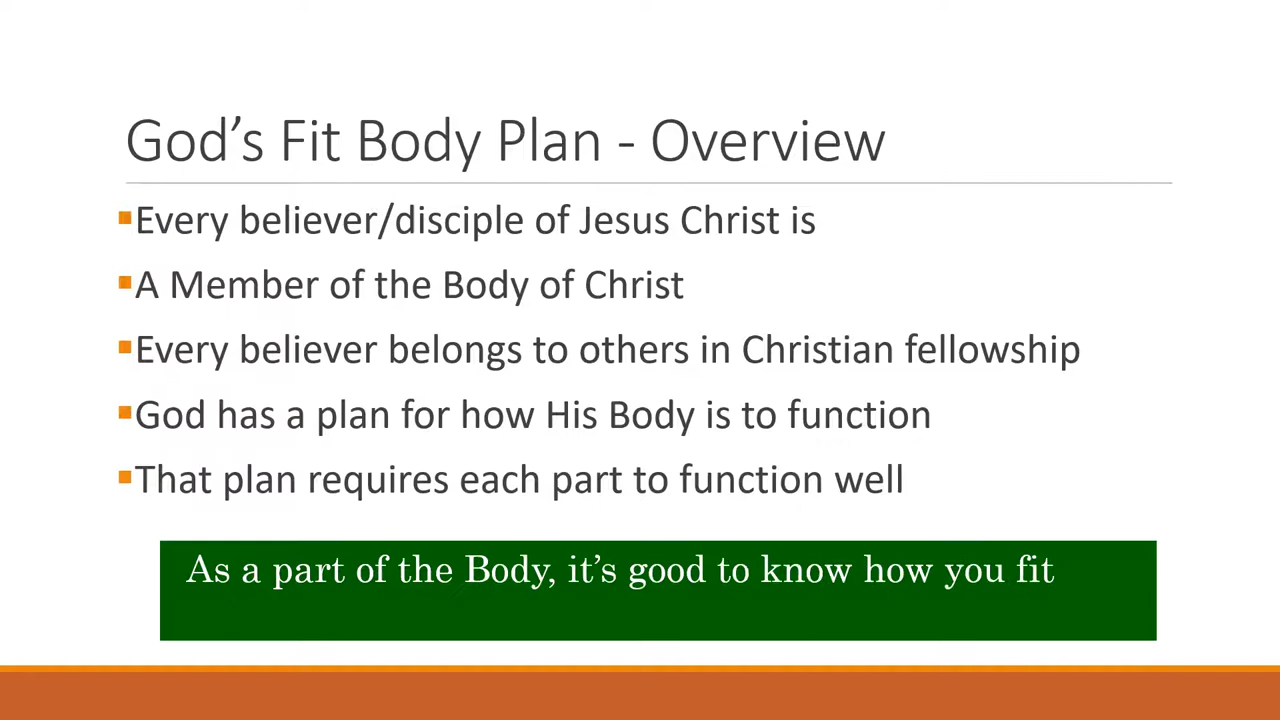 God’s Fit Body Plan - Overview
▪Every believer/disciple of Jesus Christ is
▪A Member of the Body of Christ
▪Every believer belongs to others in Christian fellowship
▪God has a plan for how His Body is to function
▪That plan requires each part to function well
As a part of the Body, it’s good to know how you fit